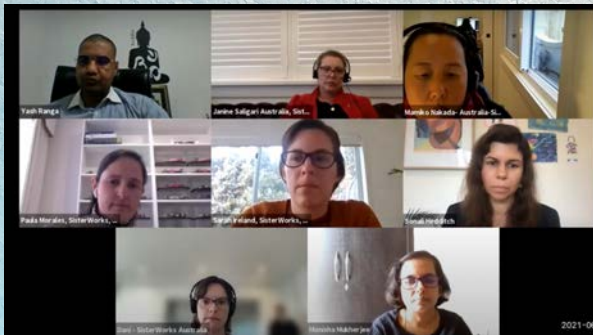 Yash Ranga
Janine Saligari Australia, Sist...
Mamiko Nakada- Australia-Si...
Paula Morales, SisterWorks, ...
Sarah Ireland, SisterWorks, ...
Sonali Hedditch
Dani - SisterWorks Australia
Monisha Mukherjee
2021-06